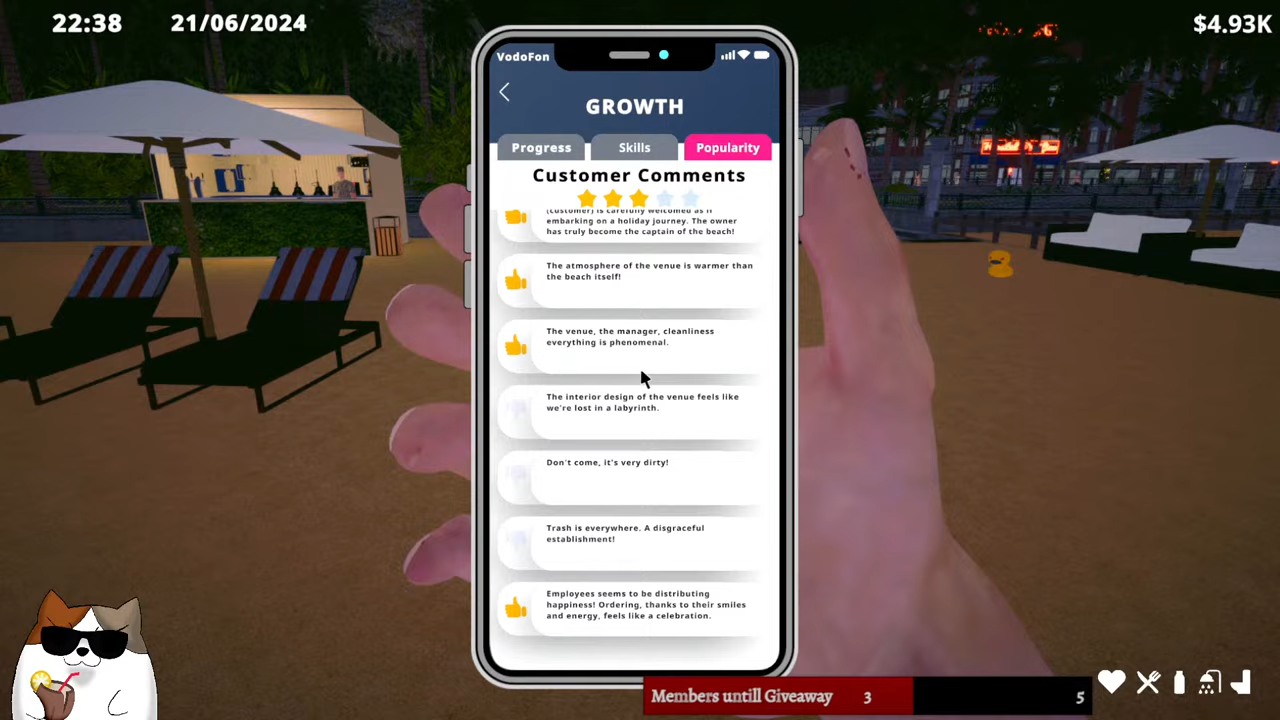 22:38
21/06/2024
$4.93K
VodoFon
GROWTH
Progress
Skills
Popularity
Customer Comments
(Customer) is carefully welcomed as if
embarking on a holiday journey. The owner
has truly become the captain of the beach!
The atmosphere of the venue is warmer than
the beach itself!
The venue, the manager, cleanliness
everything is phenomenal.
The interior design of the venue feels like
we're lost in a labyrinth.
Don't come, it's very dirty!
Trash is everywhere. A disgraceful
establishment!
Employees seems to be distributing
happiness! Ordering, thanks to their smiles
and energy, feels like a celebration.
Members untill Giveaway 3 5